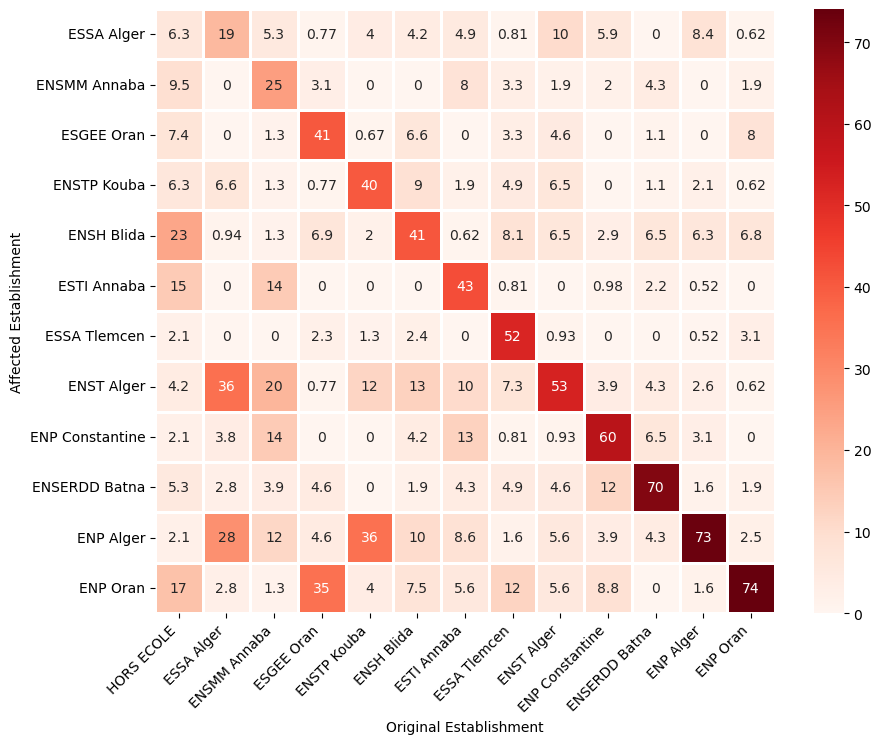 ESSA Alger 6.3 19 5.3 0.77 4 4.2 4.9 0.81 10 5.9 0 8.4 0.62
ENSMM Annaba 9.5 0 25 3.1 0 0 8 3.3 1.9 2 4.3 0 1.9
ESGEE Oran 7.4 0 1.3 41 0.67 6.6 0 3.3 4.6 0 1.1 0 8
ENSTP Kouba 6.3 6.6 1.3 0.77 40 9 1.9 4.9 6.5 0 1.1 2.1 0.62
ENSH Blida 23 0.94 1.3 6.9 2 41 0.62 8.1 6.5 2.9 6.5 6.3 6.8
ESTI Annaba 15 0 14 0 0 0 43 0.81 0 0.98 2.2 0.52 0
ESSA Tlemcen 2.1 0 0 2.3 1.3 2.4 0 52 0.93 0 0 0.52 3.1
ENST Alger 4.2 36 20 0.77 12 13 10 7.3 53 3.9 4.3 2.6 0.62
ENP Constantine 2.1 3.8 14 0 0 4.2 13 0.81 0.93 60 6.5 3.1 0
ENSERDD Batna 5.3 2.8 3.9 4.6 0 1.9 4.3 4.9 4.6 12 70 1.6 1.9
ENP Alger 2.1 28 12 4.6 36 10 8.6 1.6 5.6 3.9 4.3 73 2.5
ENP Oran 17 2.8 1.3 35 4 7.5 5.6 12 5.6 8.8 0 1.6 74
HORS ECOLE
ESSA Alger
ENSMM Annaba
ESGEE Oran
ENSTP Kouba
ENSH Blida
ESTI Annaba
ESSA Tlemcen
ENST Alger
ENP Constantine
ENSERDD Batna
ENP Alger
ENP Oran
Original Establishment
Affected Establishment
70
60
50
40
30
20
10
0